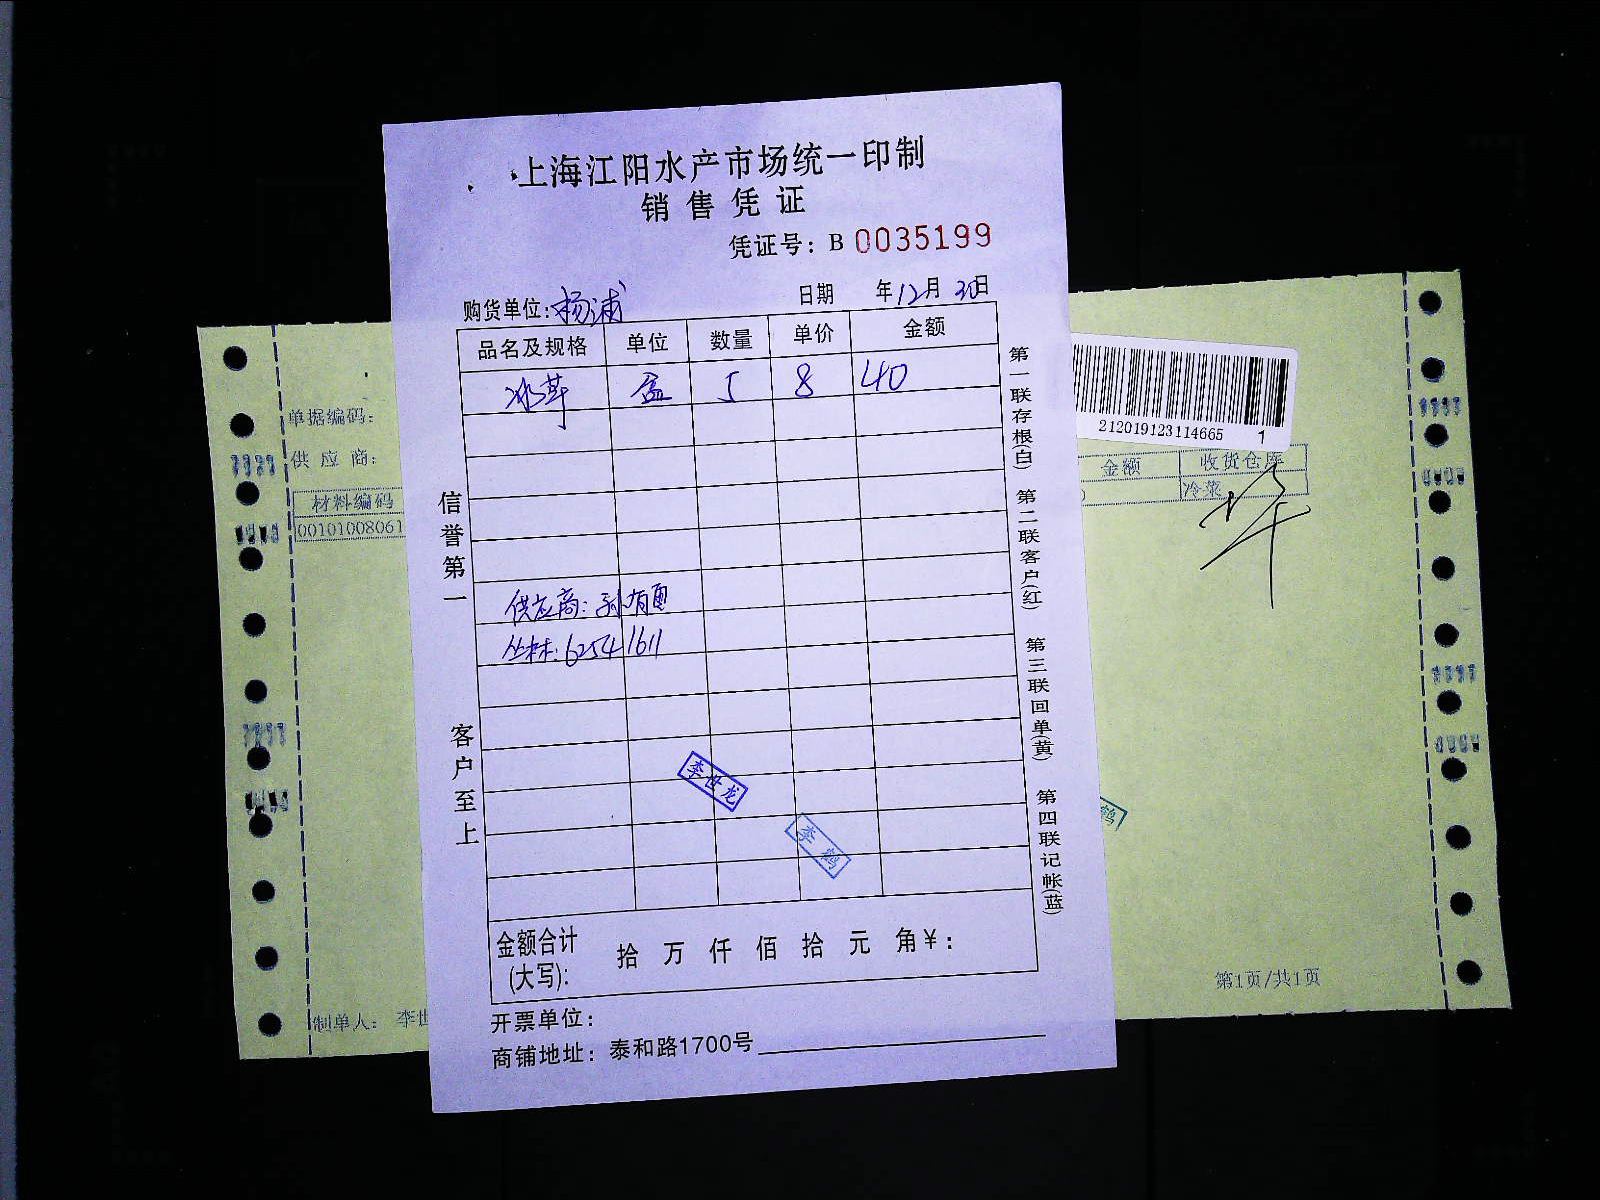 上海江阳水产市场统一印制
销售凭证
凭证号：B 0035199
购货单位：杨浦 日期 年12月30日
品名及规格 单位 数量 单价 金额
冰草 盒 5 8 40
供应商：孙有勇
丛林：62541611
李世龙
李鹤
信誉第一
客户至上
第一联存根(白) 第二联客户(红) 第三联回单(黄) 第四联记帐(蓝)
金额合计(大写)： 拾 万 仟 佰 拾 元 角 ¥：
开票单位：
商铺地址：泰和路1700号
单据编码：
供应商：
材料编码
00101008061
制单人：李世
212019123114665 1
金额 收货仓库
冷菜
鹤
第1页/共1页